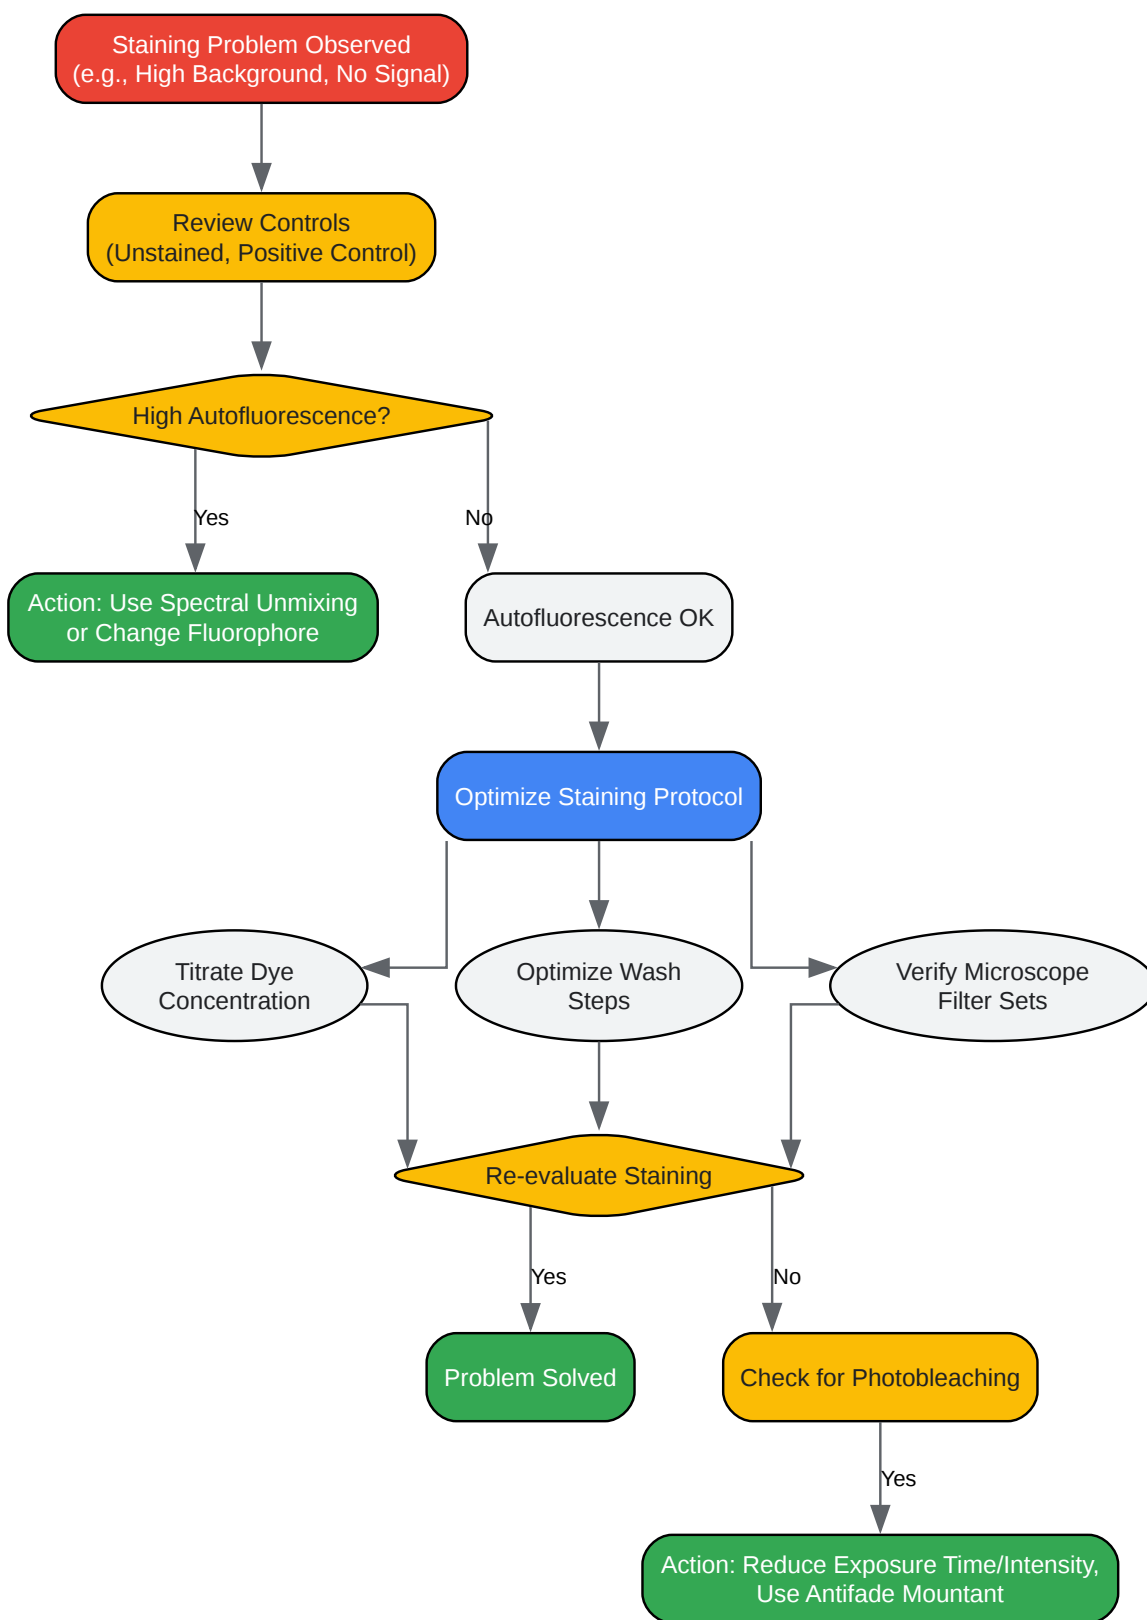 Staining Problem Observed
(e.g., High Background, No Signal)
Review Controls
(Unstained, Positive Control)
High Autofluorescence?
Yes
No
Action: Use Spectral Unmixing
or Change Fluorophore
Autofluorescence OK
Optimize Staining Protocol
Titrate Dye
Concentration
Optimize Wash
Steps
Verify Microscope
Filter Sets
Re-evaluate Staining
Yes
No
Problem Solved
Check for Photobleaching
Yes
Action: Reduce Exposure Time/Intensity,
Use Antifade Mountant